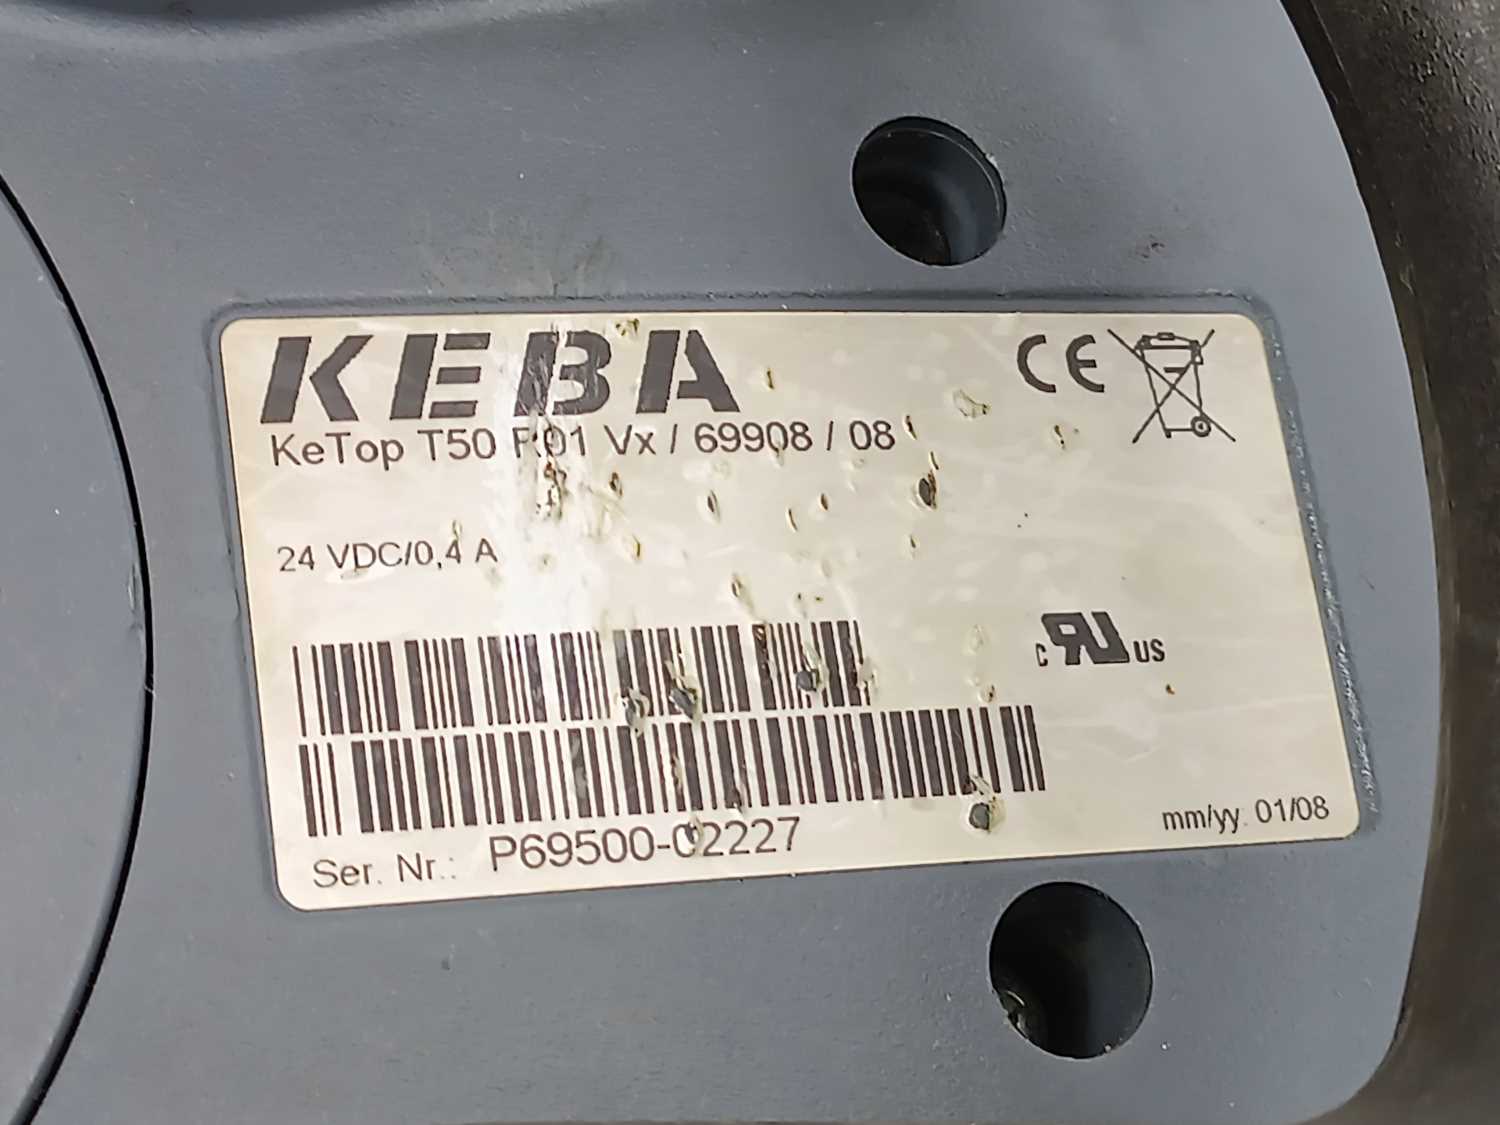 KEBA
CE
KeTop T50 R01 Vx / 69908 / 08
24 VDC/0,4 A
c RU US
mm/yy: 01/08
Ser. Nr.: P69500-02227